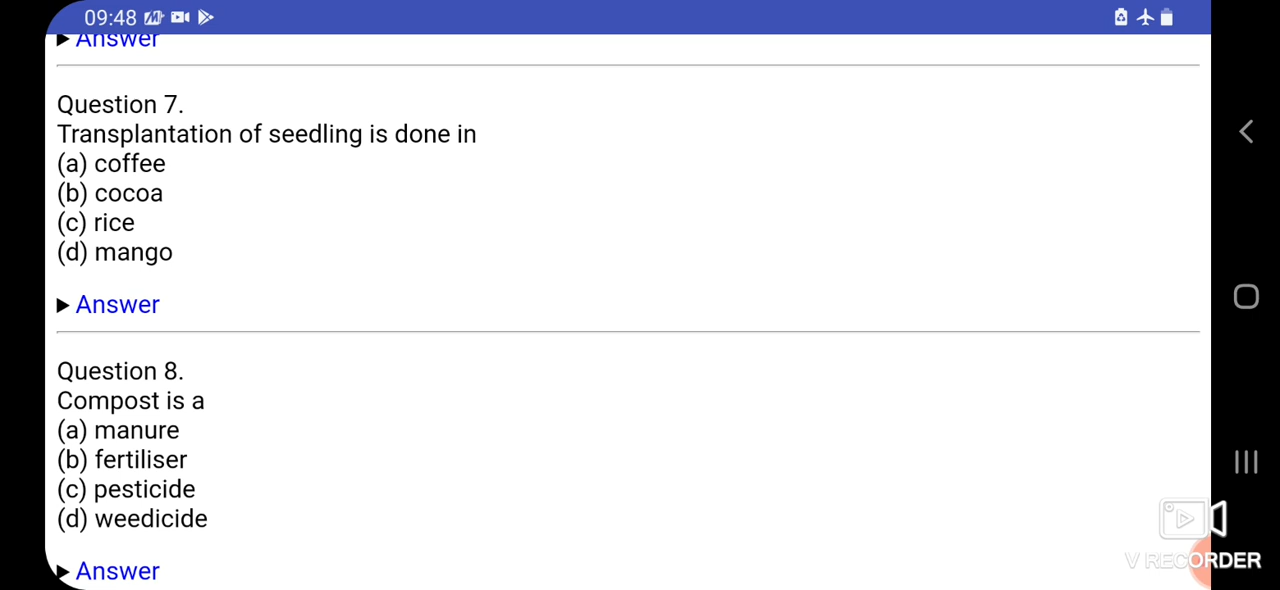 09:48
Answer
Question 7.
Transplantation of seedling is done in
(a) coffee
(b) cocoa
(c) rice
(d) mango
Answer
Question 8.
Compost is a
(a) manure
(b) fertiliser
(c) pesticide
(d) weedicide
Answer
V RECORDER